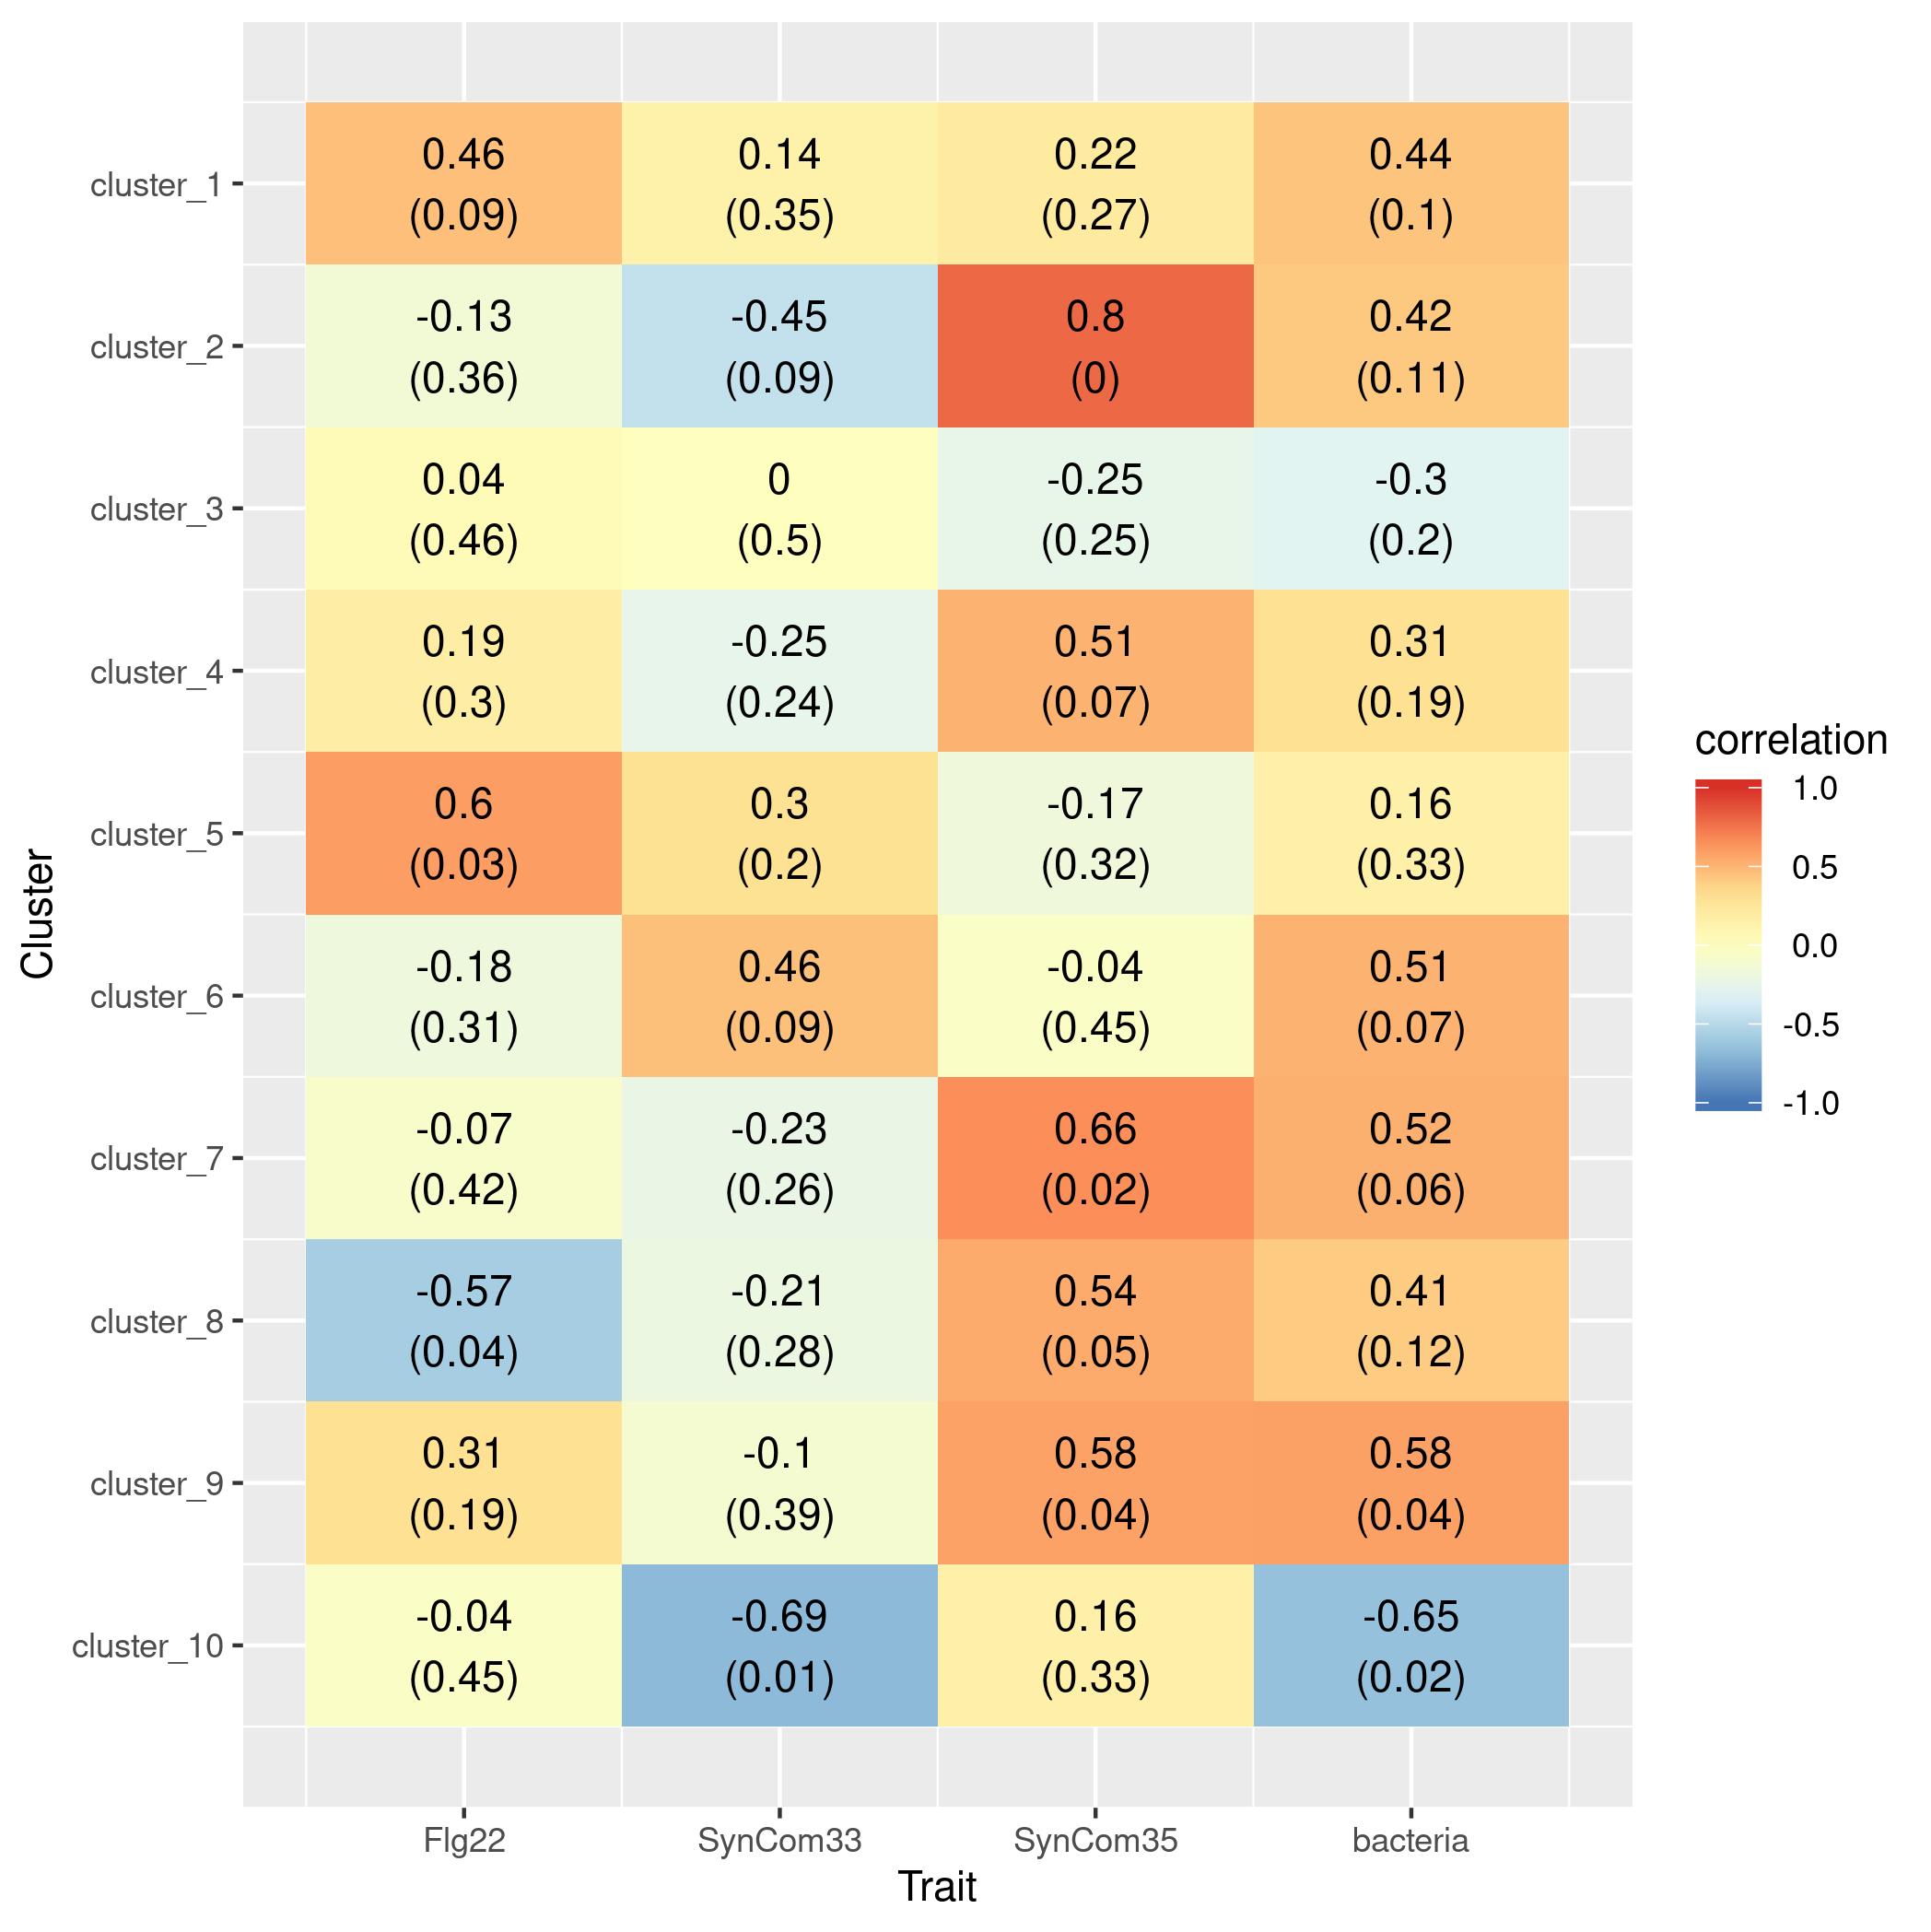 0.46 0.14 0.22 0.44
cluster_1
(0.09) (0.35) (0.27) (0.1)
-0.13 -0.45 0.8 0.42
cluster_2
(0.36) (0.09) (0) (0.11)
0.04 0 -0.25 -0.3
cluster_3
(0.46) (0.5) (0.25) (0.2)
0.19 -0.25 0.51 0.31
cluster_4
(0.3) (0.24) (0.07) (0.19)
0.6 0.3 -0.17 0.16
cluster_5
(0.03) (0.2) (0.32) (0.33)
-0.18 0.46 -0.04 0.51
cluster_6
(0.31) (0.09) (0.45) (0.07)
-0.07 -0.23 0.66 0.52
cluster_7
(0.42) (0.26) (0.02) (0.06)
-0.57 -0.21 0.54 0.41
cluster_8
(0.04) (0.28) (0.05) (0.12)
0.31 -0.1 0.58 0.58
cluster_9
(0.19) (0.39) (0.04) (0.04)
-0.04 -0.69 0.16 -0.65
cluster_10
(0.45) (0.01) (0.33) (0.02)
Cluster
Flg22 SynCom33 SynCom35 bacteria
Trait
correlation
1.0
0.5
0.0
-0.5
-1.0